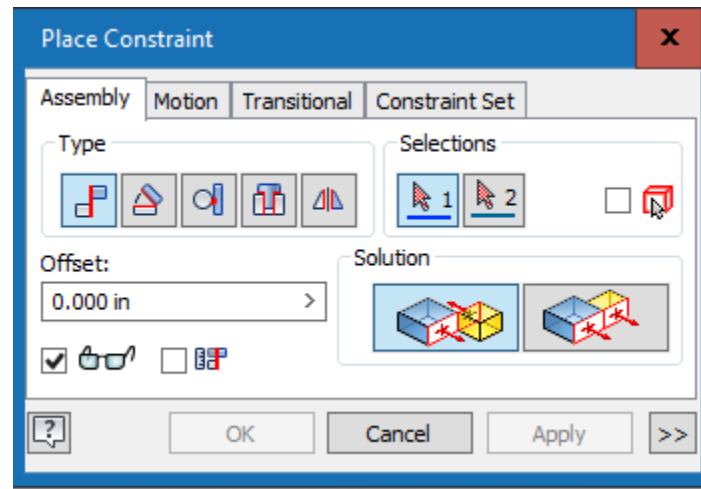 Place Constraint
x
Assembly Motion Transitional Constraint Set
Type
Selections
1 2
Offset:
Solution
0.000 in >
? OK Cancel Apply >>